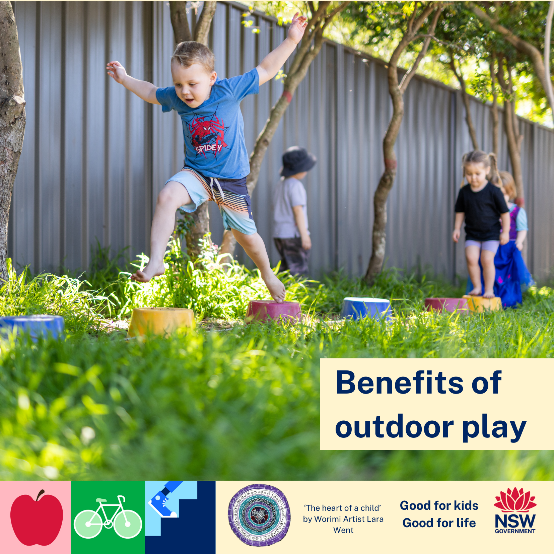 SPIDEY
Benefits of
outdoor play
'The heart of a child'
by Worimi Artist Lara
Went
Good for kids
Good for life
NSW
GOVERNMENT